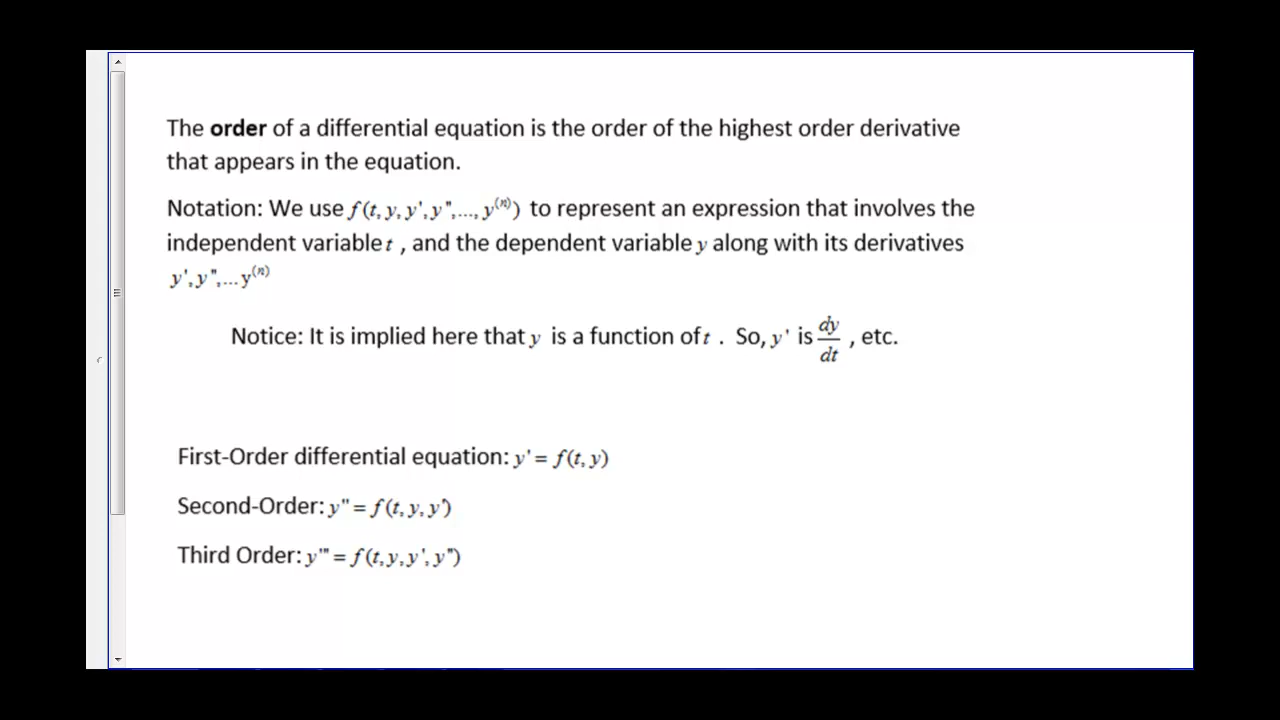 The order of a differential equation is the order of the highest order derivative
that appears in the equation.
Notation: We use f(t, y, y', y'',..., y⁽ⁿ⁾) to represent an expression that involves the
independent variable t , and the dependent variable y along with its derivatives
y', y'',...y⁽ⁿ⁾
Notice: It is implied here that y is a function of t . So, y' is dy/dt , etc.
First-Order differential equation: y' = f(t, y)
Second-Order: y'' = f(t, y, y')
Third Order: y''' = f(t, y, y', y'')